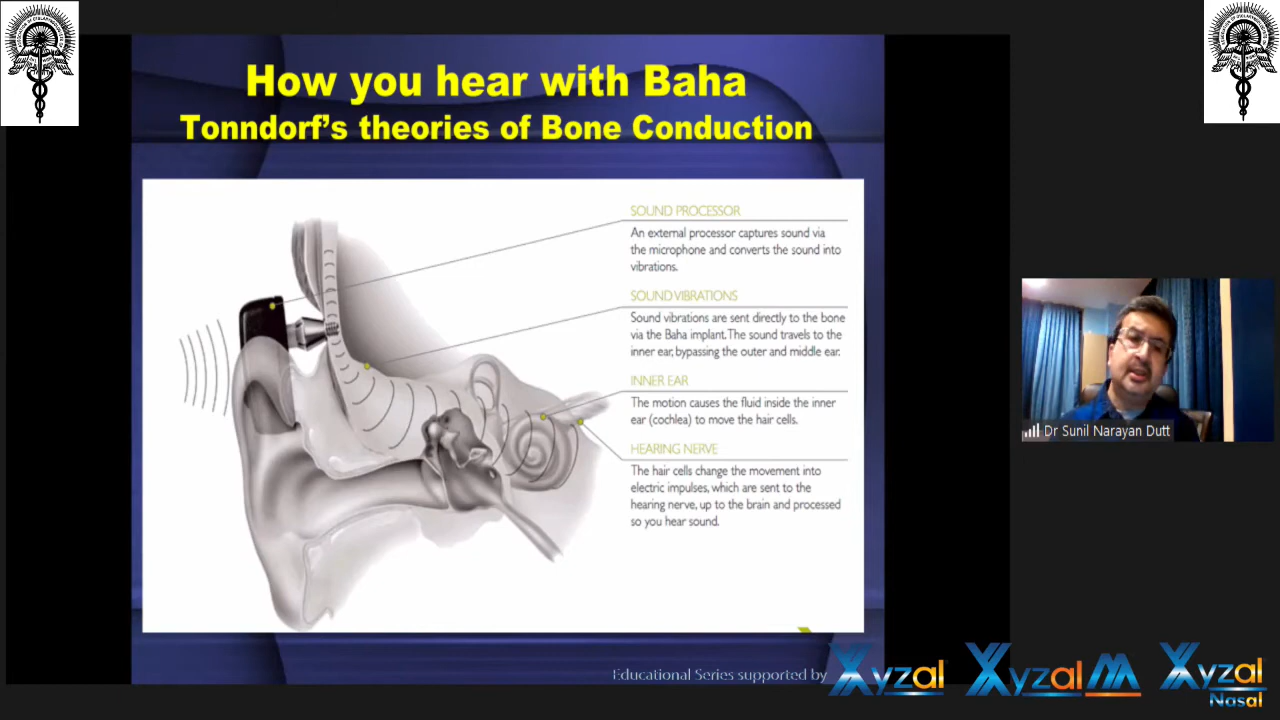 How you hear with Baha
Tonndorf's theories of Bone Conduction
SOUND PROCESSOR
An external processor captures sound via
the microphone and converts the sound into
vibrations.
SOUND VIBRATIONS
Sound vibrations are sent directly to the bone
via the Baha implant. The sound travels to the
inner ear, bypassing the outer and middle ear.
INNER EAR
The motion causes the fluid inside the inner
ear (cochlea) to move the hair cells.
HEARING NERVE
The hair cells change the movement into
electric impulses, which are sent to the
hearing nerve, up to the brain and processed
so you hear sound.
Dr Sunil Narayan Dutt
Educational Series supported by
Xyzal
Xyzal M
Xyzal
Nasal